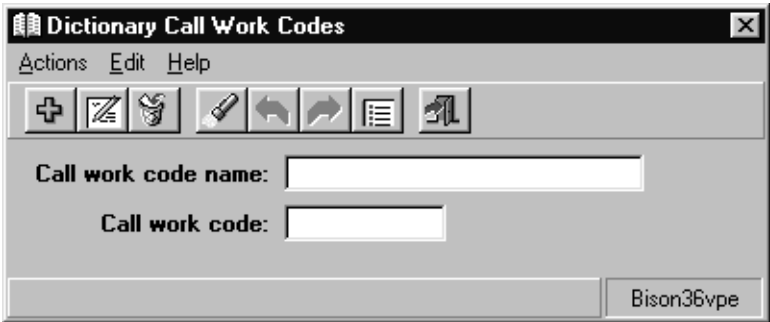 Dictionary Call Work Codes
Actions Edit Help
Call work code name:
Call work code:
Bison36vpe